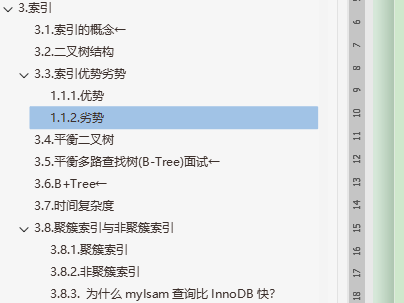 3.索引
3.1.索引的概念←
3.2.二叉树结构
3.3.索引优势劣势
1.1.1.优势
1.1.2.劣势
3.4.平衡二叉树
3.5.平衡多路查找树(B-Tree)面试←
3.6.B+Tree←
3.7.时间复杂度
3.8.聚簇索引与非聚簇索引
3.8.1.聚簇索引
3.8.2.非聚簇索引
3.8.3. 为什么 myIsam 查询比 InnoDB 快?
6
7
8
9
10
11
12
13
14
15
16
17
18